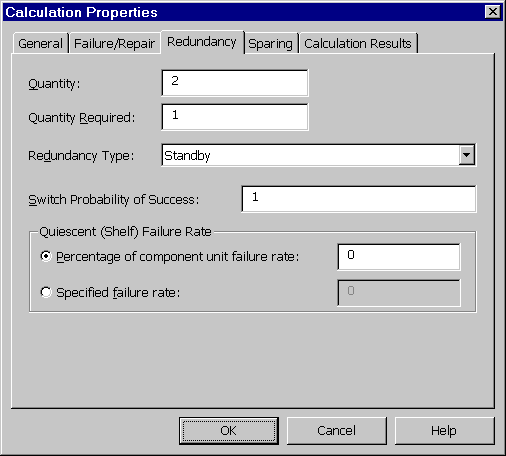 Calculation Properties
General Failure/Repair Redundancy Sparing Calculation Results
Quantity: 2
Quantity Required: 1
Redundancy Type: Standby
Switch Probability of Success: 1
Quiescent (Shelf) Failure Rate
Percentage of component unit failure rate: 0
Specified failure rate: 0
OK Cancel Help